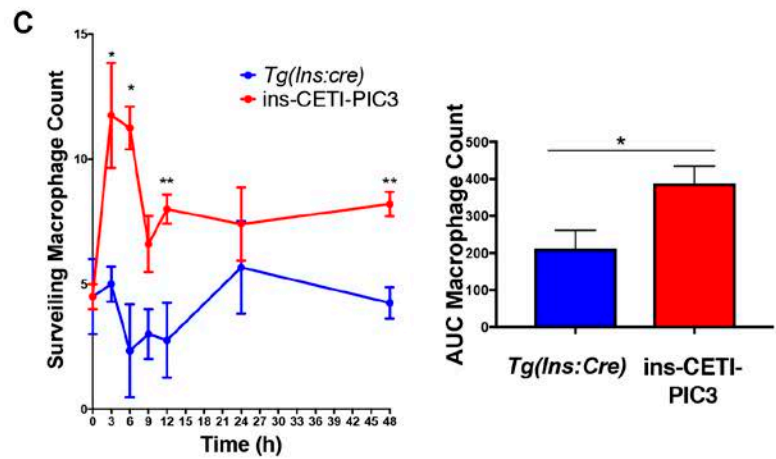 C
Surveiling Macrophage Count
15
10
5
0
*
*
**
**
Tg(Ins:cre)
ins-CETI-PIC3
0 3 6 9 12 15 18 21 24 27 30 33 36 39 42 45 48
Time (h)
AUC Macrophage Count
500
400
300
200
100
0
*
Tg(Ins:Cre)
ins-CETI-
PIC3